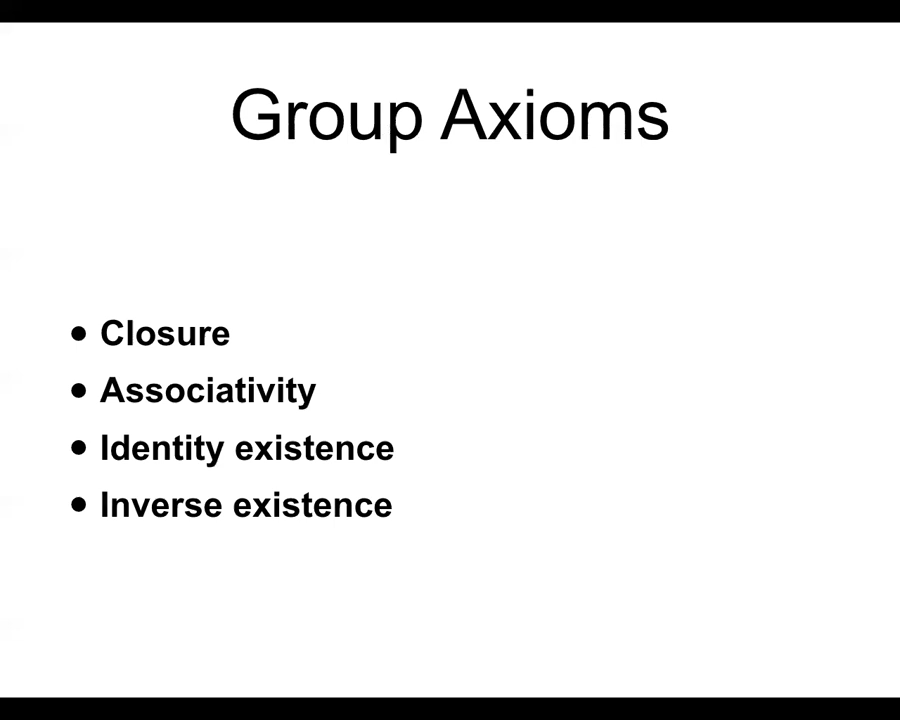 Group Axioms
• Closure
• Associativity
• Identity existence
• Inverse existence